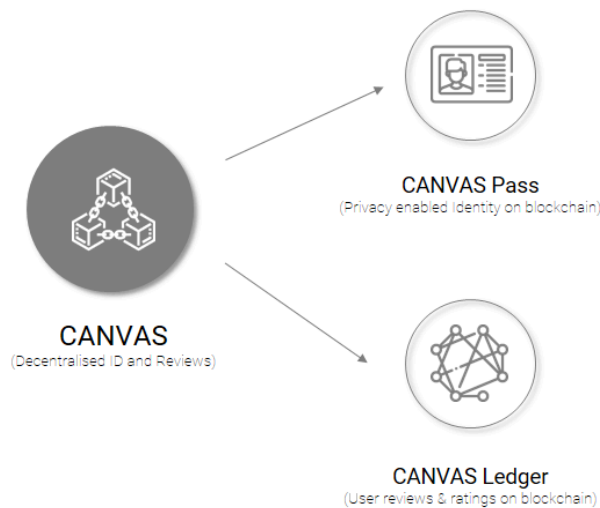 CANVAS Pass
(Privacy enabled Identity on blockchain)
CANVAS
(Decentralised ID and Reviews)
CANVAS Ledger
(User reviews & ratings on blockchain)